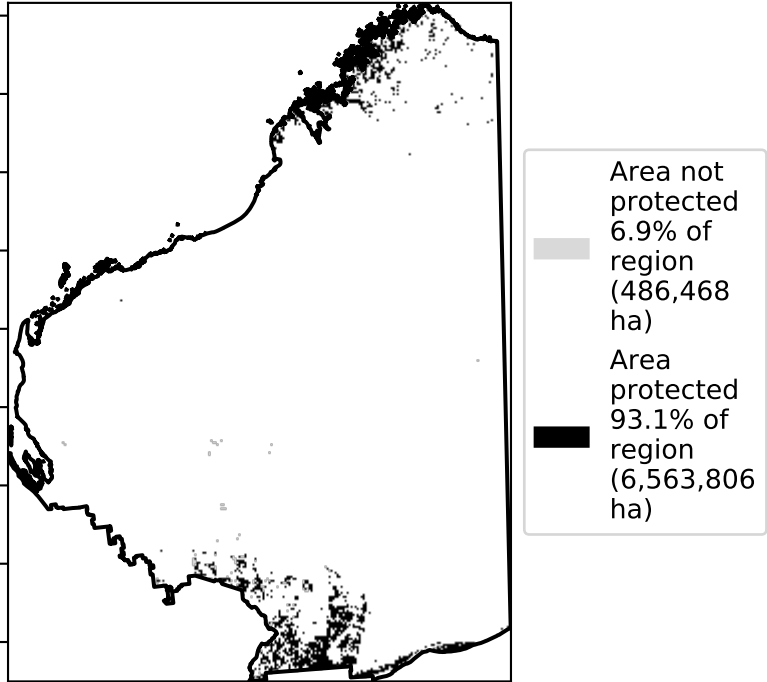 Area not
protected
6.9% of
region
(486,468
ha)
Area
protected
93.1% of
region
(6,563,806
ha)